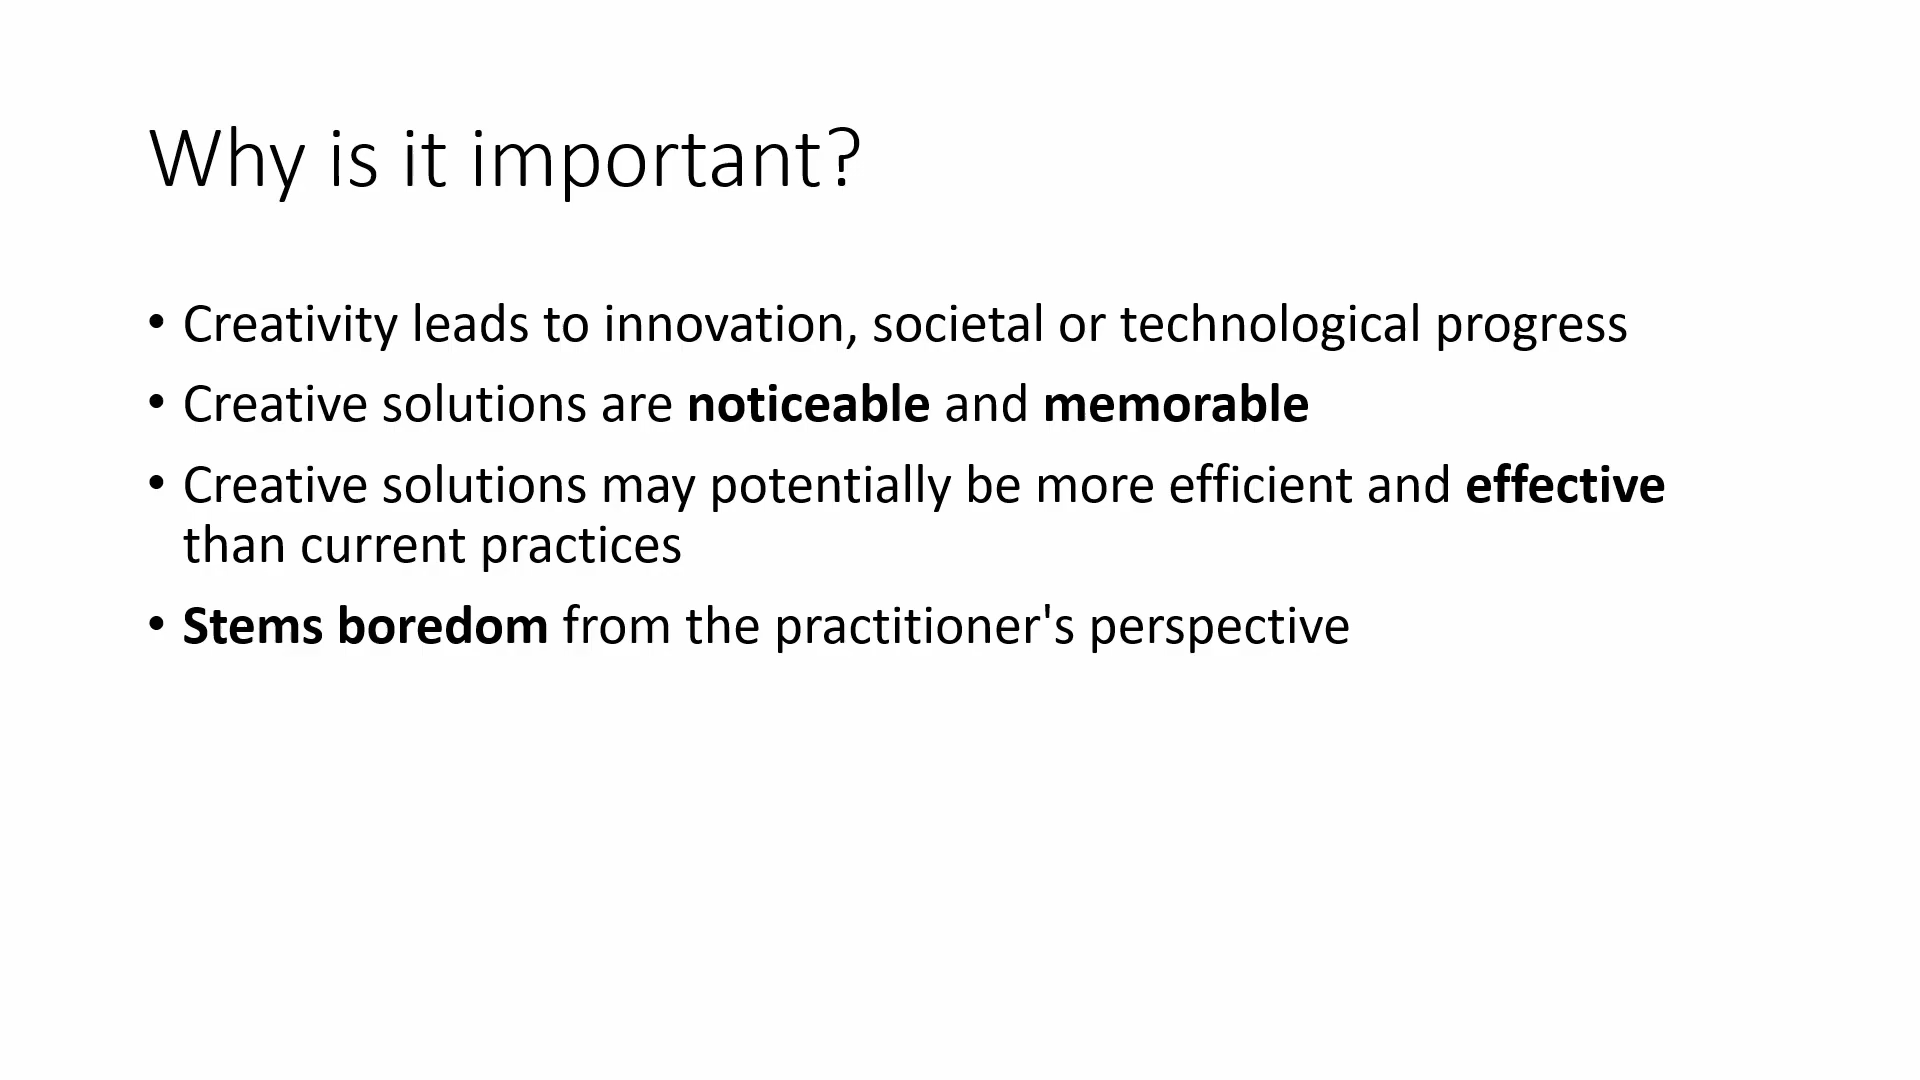 Why is it important?
• Creativity leads to innovation, societal or technological progress
• Creative solutions are noticeable and memorable
• Creative solutions may potentially be more efficient and effective
than current practices
• Stems boredom from the practitioner's perspective